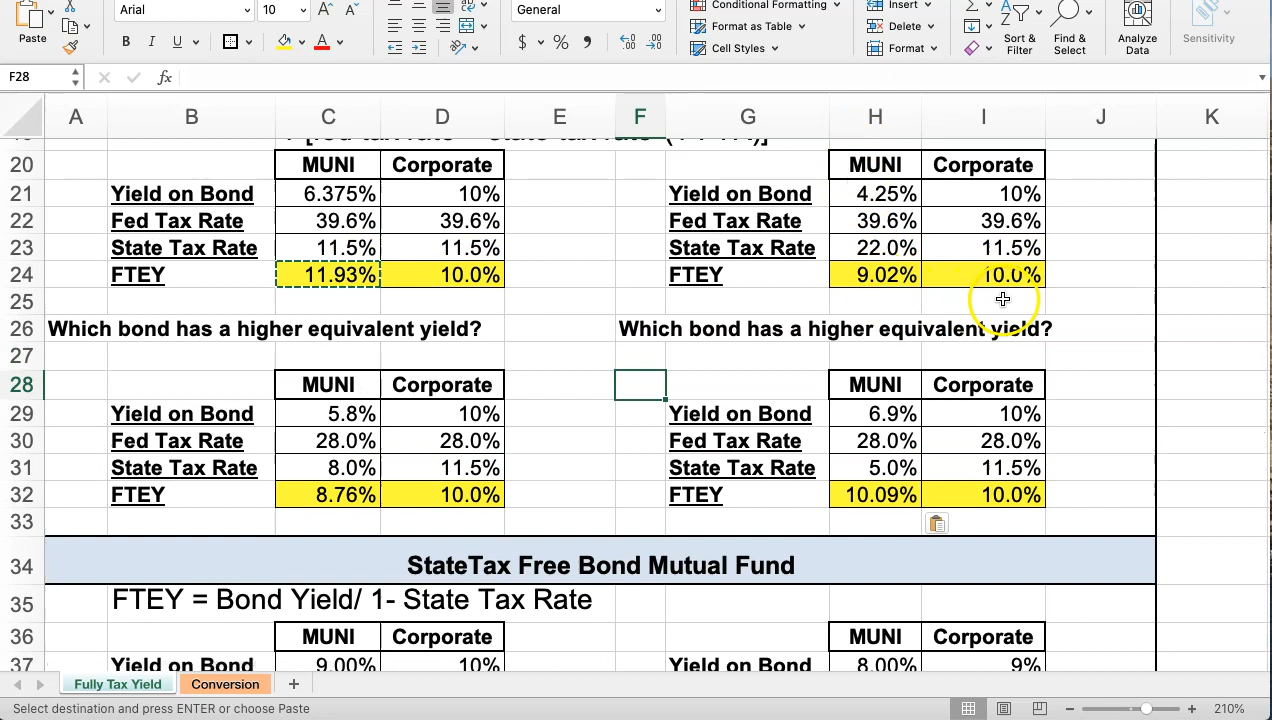 Arial 10 General Conditional Formatting Insert
Paste B I U A $ % Format as Table Delete Sort & Filter Find & Select Analyze Data Sensitivity
Cell Styles Format
F28 fx
A B C D E F G H I J K
20 MUNI Corporate MUNI Corporate
21 Yield on Bond 6.375% 10% Yield on Bond 4.25% 10%
22 Fed Tax Rate 39.6% 39.6% Fed Tax Rate 39.6% 39.6%
23 State Tax Rate 11.5% 11.5% State Tax Rate 22.0% 11.5%
24 FTEY 11.93% 10.0% FTEY 9.02% 10.0%
25
26 Which bond has a higher equivalent yield? Which bond has a higher equivalent yield?
27
28 MUNI Corporate MUNI Corporate
29 Yield on Bond 5.8% 10% Yield on Bond 6.9% 10%
30 Fed Tax Rate 28.0% 28.0% Fed Tax Rate 28.0% 28.0%
31 State Tax Rate 8.0% 11.5% State Tax Rate 5.0% 11.5%
32 FTEY 8.76% 10.0% FTEY 10.09% 10.0%
33
34 StateTax Free Bond Mutual Fund
35 FTEY = Bond Yield/ 1- State Tax Rate
36 MUNI Corporate MUNI Corporate
37 Yield on Bond 9.00% 10% Yield on Bond 8.00% 9%
Fully Tax Yield Conversion +
Select destination and press ENTER or choose Paste 210%